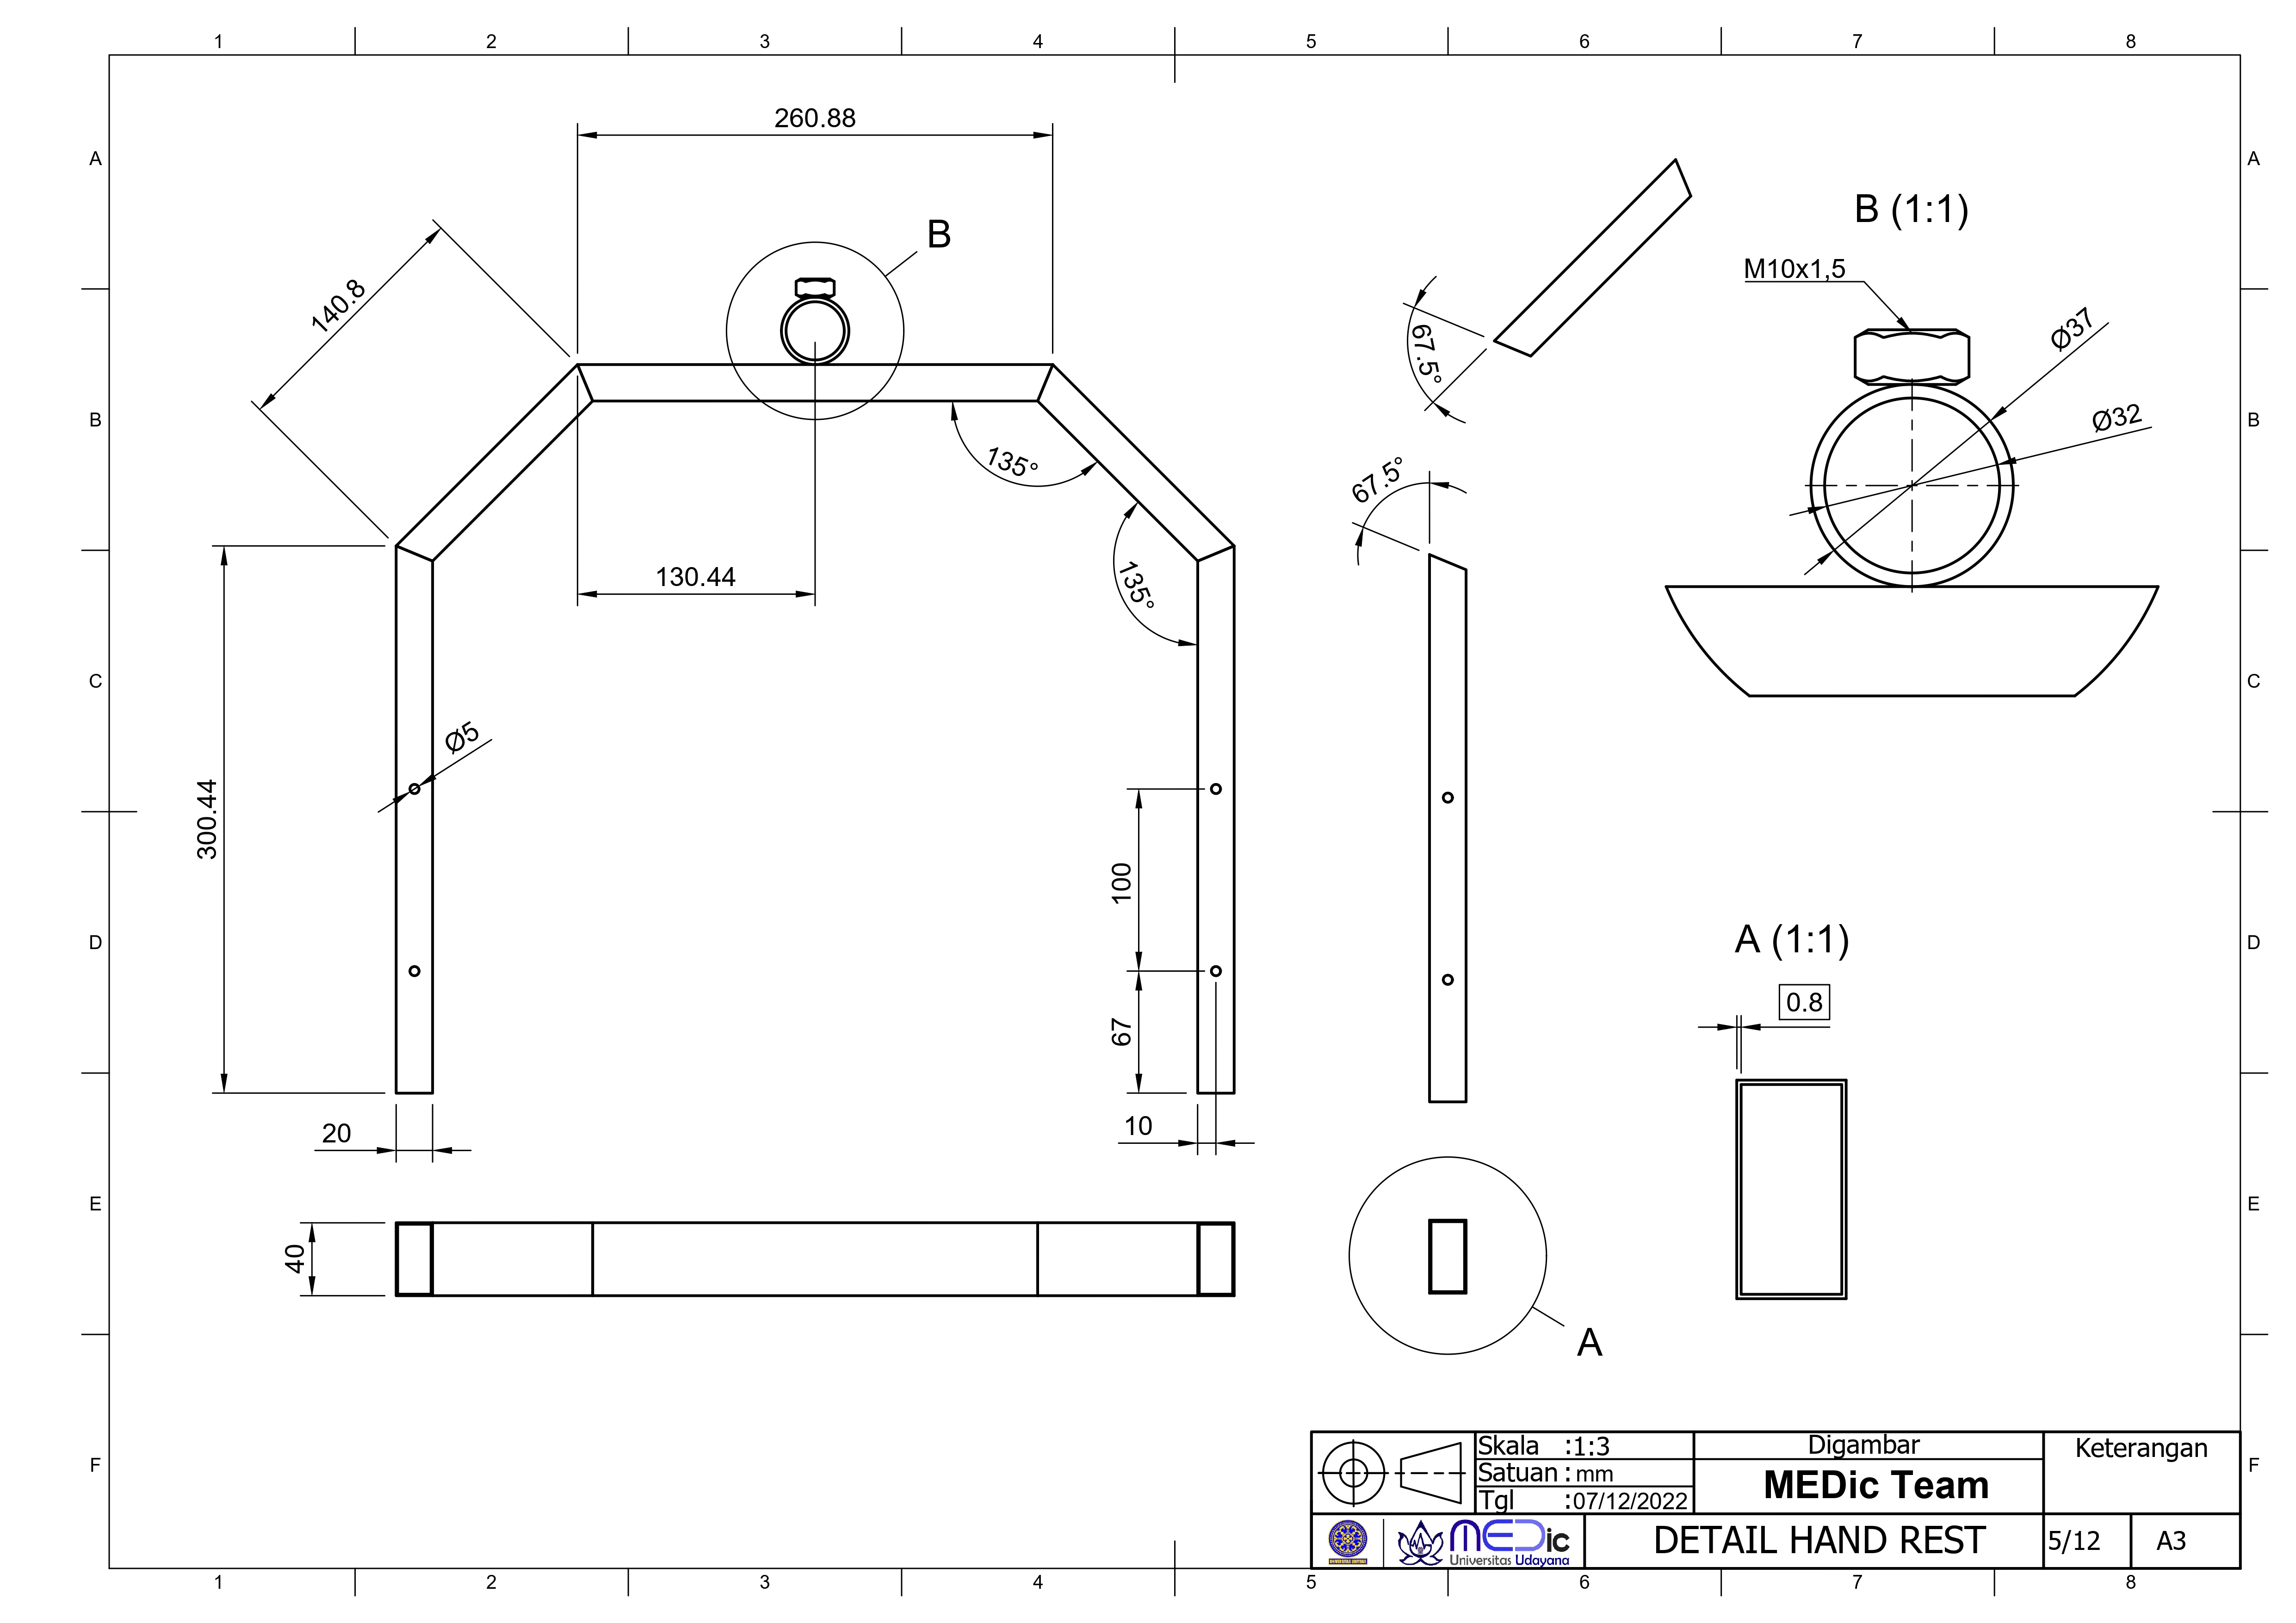 1 2 3 4 5 6 7 8
A A
B B
C C
D D
E E
F F
260.88
B
140.8
130.44
135°
135°
Ø5
300.44
100
67
20
10
40
67.5°
67.5°
A
B (1:1)
M10x1,5
Ø37
Ø32
A (1:1)
0.8
Skala :1:3
Satuan : mm
Tgl :07/12/2022
Digambar
MEDic Team
Keterangan
MEDic
Universitas Udayana
DETAIL HAND REST
5/12
A3
1 2 3 4 5 6 7 8